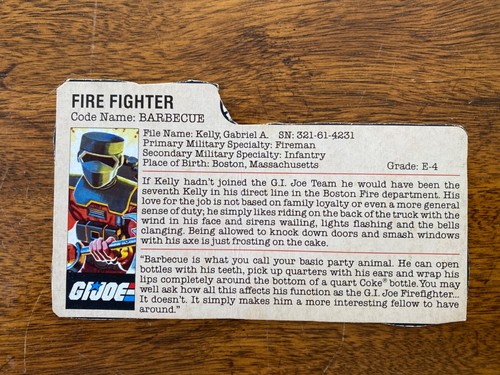 FIRE FIGHTER
Code Name: BARBECUE
File Name: Kelly, Gabriel A. SN: 321-61-4231
Primary Military Specialty: Fireman
Secondary Military Specialty: Infantry
Place of Birth: Boston, Massachusetts Grade: E-4
If Kelly hadn't joined the G.I. Joe Team he would have been the
seventh Kelly in his direct line in the Boston Fire department. His
love for the job is not based on family loyalty or even a more general
sense of duty; he simply likes riding on the back of the truck with the
wind in his face and sirens wailing, lights flashing and the bells
clanging. Being allowed to knock down doors and smash windows
with his axe is just frosting on the cake.
"Barbecue is what you call your basic party animal. He can open
bottles with his teeth, pick up quarters with his ears and wrap his
lips completely around the bottom of a quart Coke® bottle. You may
well ask how all this affects his function as the G.I. Joe Firefighter...
It doesn't. It simply makes him a more interesting fellow to have
around."
G.I. JOE